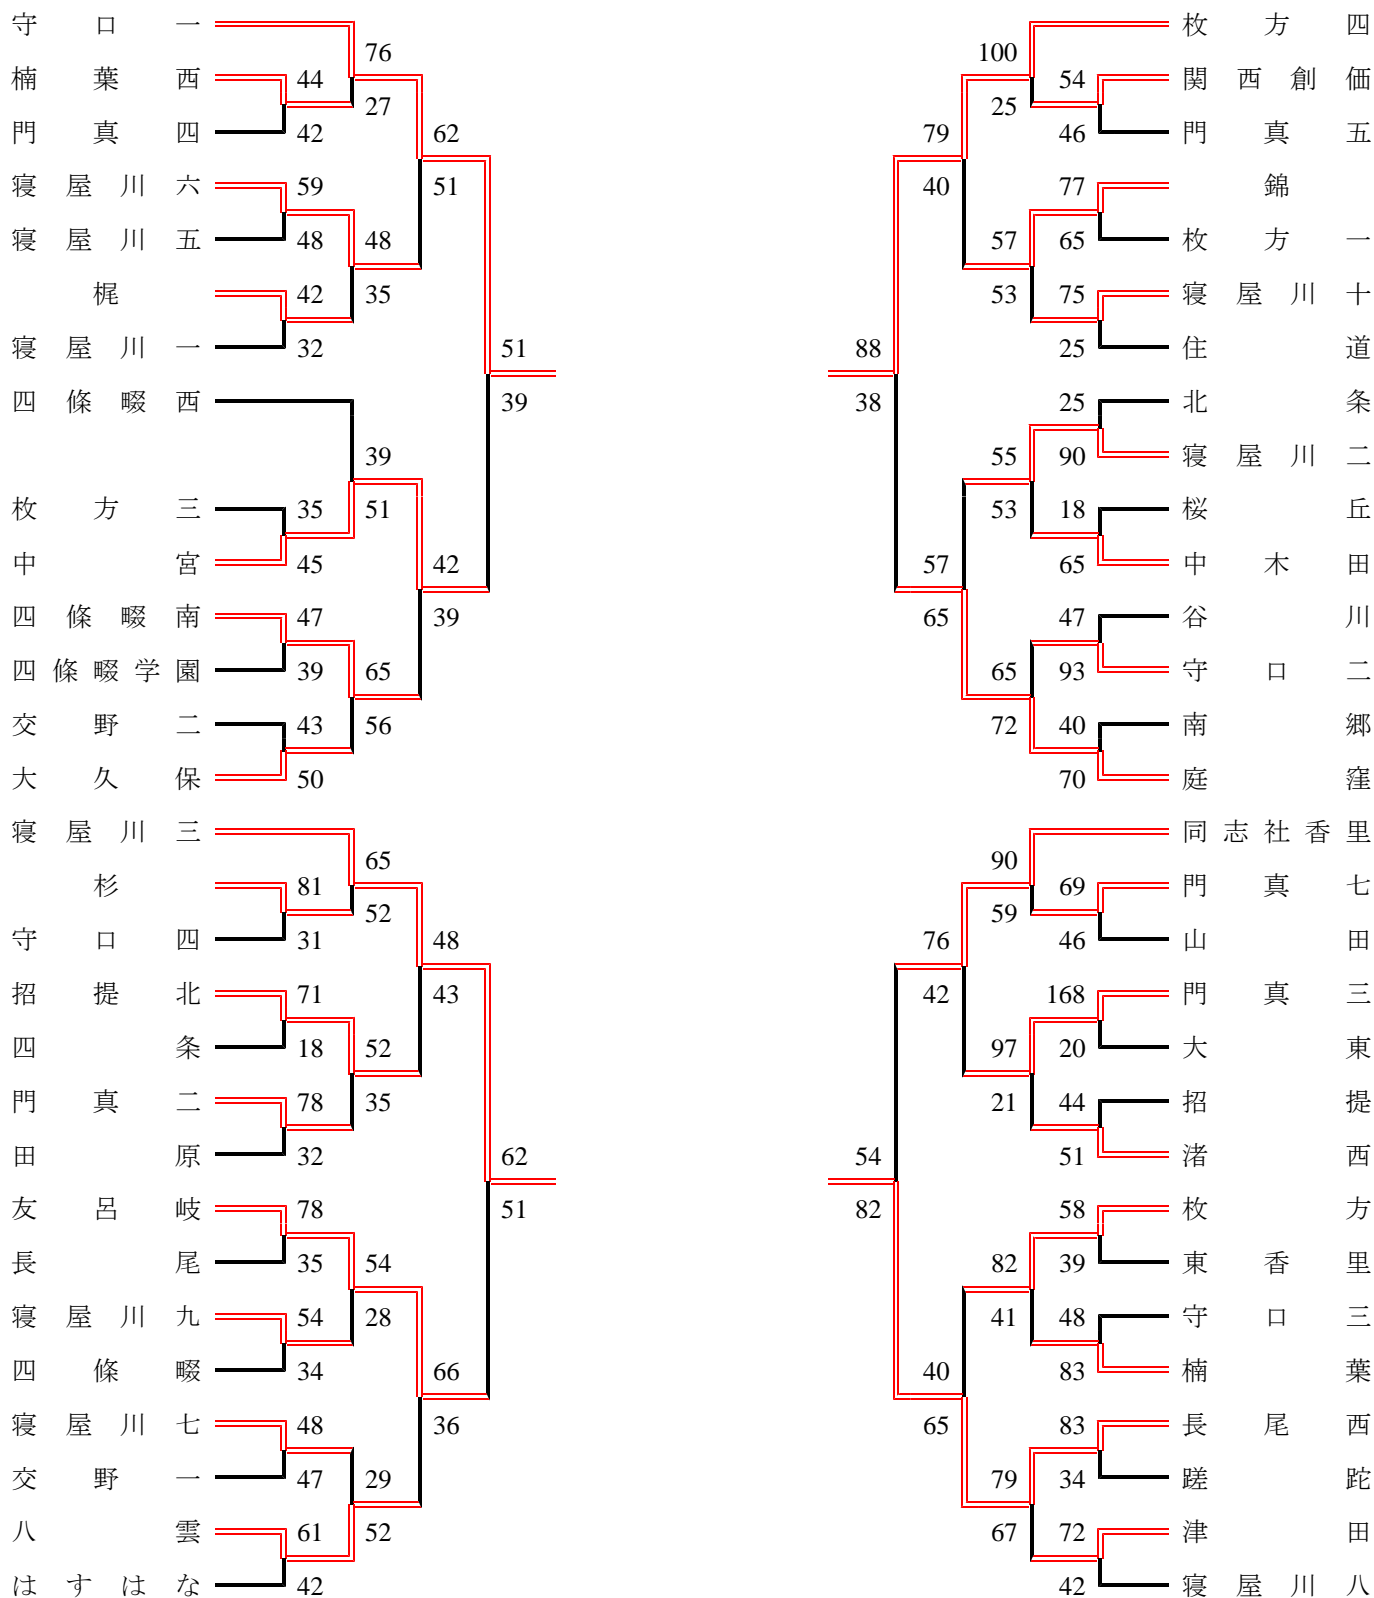 守口一 76 100 枚方四
楠葉西 44 27 25 54 関西創価
門真四 42 62 79 46 門真五
寝屋川六 59 51 40 77 錦
寝屋川五 48 48 57 65 枚方一
梶 42 35 53 75 寝屋川十
寝屋川一 32 51 88 25 住道
四條畷西 39 38 25 北条
39 55 90 寝屋川二
枚方三 35 51 53 18 桜丘
中宮 45 42 57 65 中木田
四條畷南 47 39 65 47 谷川
四條畷学園 39 65 65 93 守口二
交野二 43 56 72 40 南郷
大久保 50 70 庭窪
寝屋川三 65 90 同志社香里
杉 81 52 59 69 門真七
守口四 31 48 76 46 山田
招提北 71 43 42 168 門真三
四条 18 52 97 20 大東
門真二 78 35 21 44 招提
田原 32 62 54 51 渚西
友呂岐 78 51 82 58 枚方
長尾 35 54 82 39 東香里
寝屋川九 54 28 41 48 守口三
四條畷 34 66 40 83 楠葉
寝屋川七 48 36 65 83 長尾西
交野一 47 29 79 34 蹉跎
八雲 61 52 67 72 津田
はすはな 42 42 寝屋川八